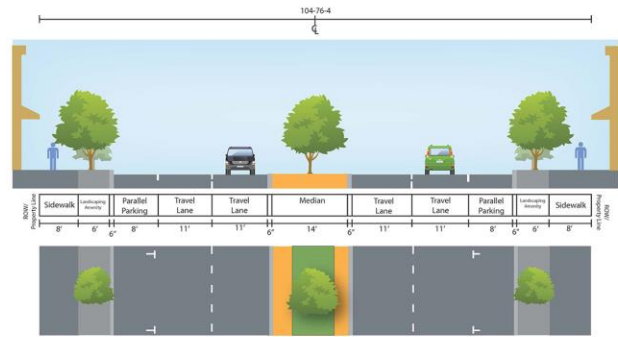 104-76-4
℄
ROW/
Property Line
Sidewalk
Landscaping
Amenity
Parallel
Parking
Travel
Lane
Travel
Lane
Median
Travel
Lane
Travel
Lane
Parallel
Parking
Landscaping
Amenity
Sidewalk
ROW/
Property Line
8' 6' 6" 8' 11' 11' 6" 14' 6" 11' 11' 8' 6" 6' 8'